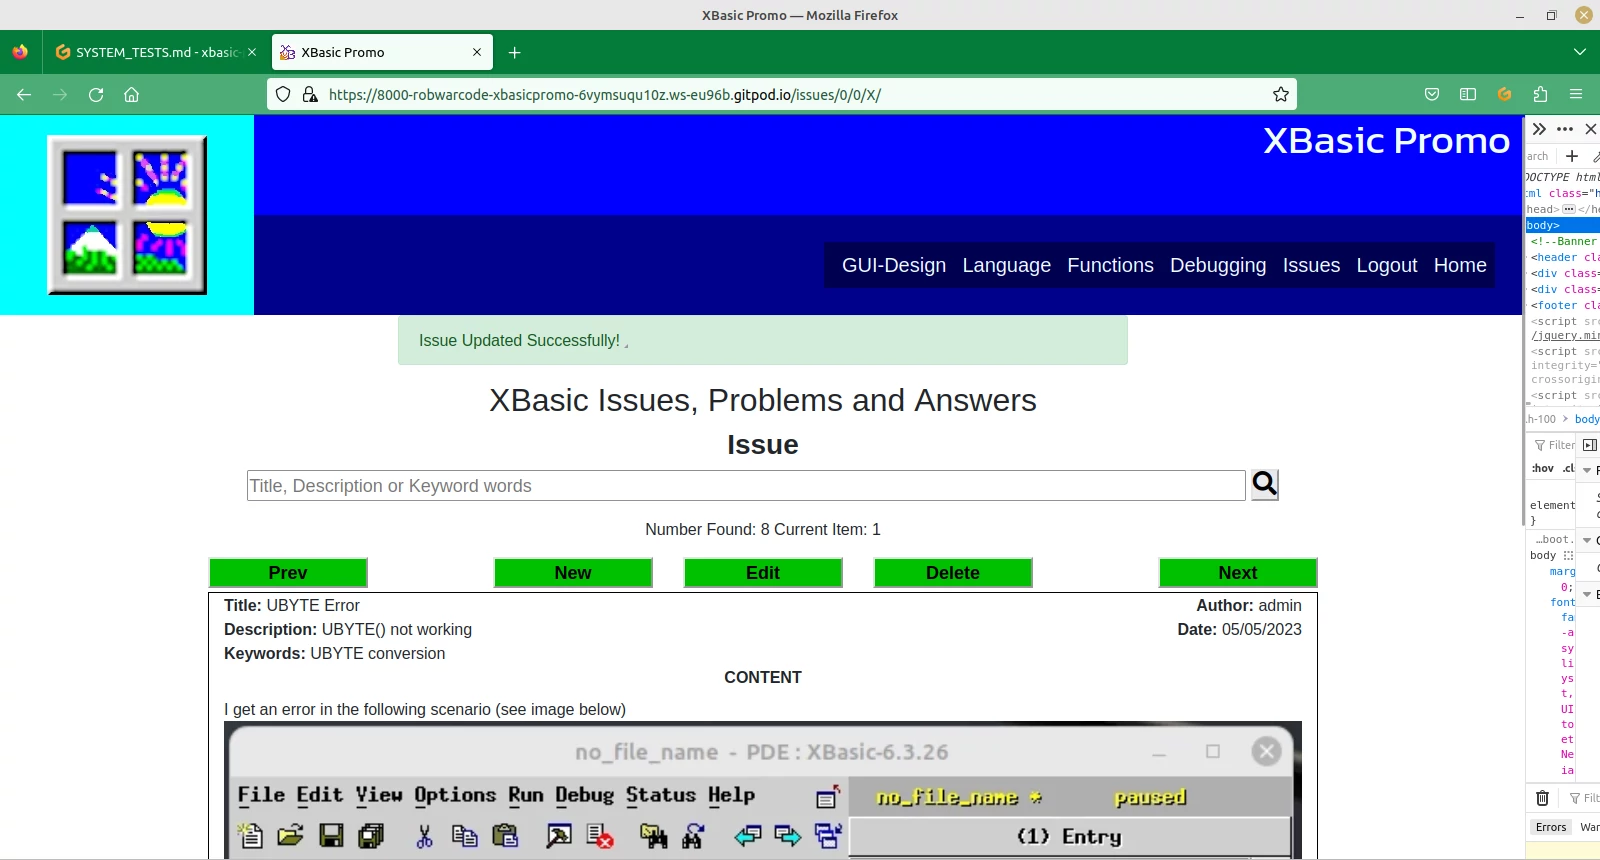 XBasic Promo — Mozilla Firefox
SYSTEM_TESTS.md - xbasic-
XBasic Promo
https://8000-robwarcode-xbasicpromo-6vymsuqu10z.ws-eu96b.gitpod.io/issues/0/0/X/
XBasic Promo
GUI-Design Language Functions Debugging Issues Logout Home
Issue Updated Successfully! .
XBasic Issues, Problems and Answers
Issue
Title, Description or Keyword words
Number Found: 8 Current Item: 1
Prev New Edit Delete Next
Title: UBYTE Error
Author: admin
Description: UBYTE() not working
Date: 05/05/2023
Keywords: UBYTE conversion
CONTENT
I get an error in the following scenario (see image below)
no_file_name - PDE : XBasic-6.3.26
File Edit View Options Run Debug Status Help
no_file_name * paused
(1) Entry
arch
DOCTYPE html
tml class="h
head> </he
body>
<!--Banner
<header cla
<div class=
<div class=
<footer cla
<script src
/jquery.min
<script src
integrity="
crossorigin
<script src
.h-100 > body
Filter
:hov .cl
element
}
…boot.
body
marg
0;
font
fa
-a
sy
li
ys
t,
UI
to
et
Ne
ia
Filt
Errors War